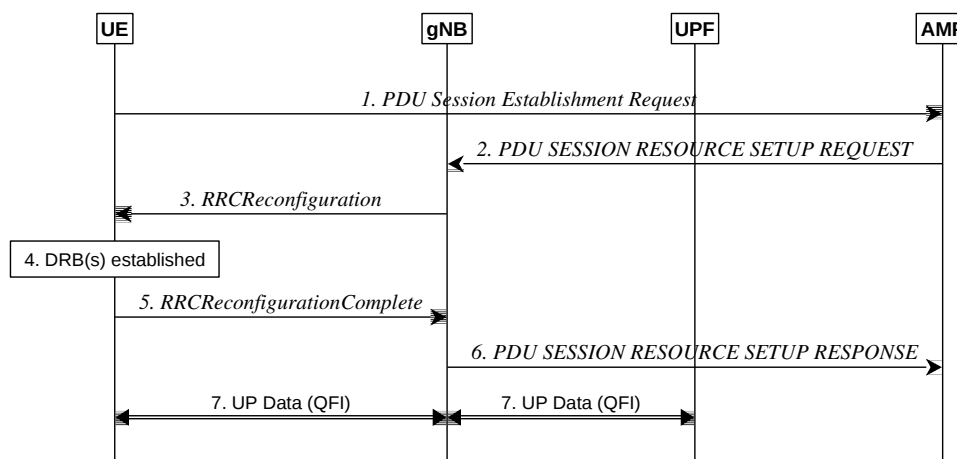 UE gNB UPF AMF
1. PDU Session Establishment Request
2. PDU SESSION RESOURCE SETUP REQUEST
3. RRCReconfiguration
4. DRB(s) established
5. RRCReconfigurationComplete
6. PDU SESSION RESOURCE SETUP RESPONSE
7. UP Data (QFI) 7. UP Data (QFI)